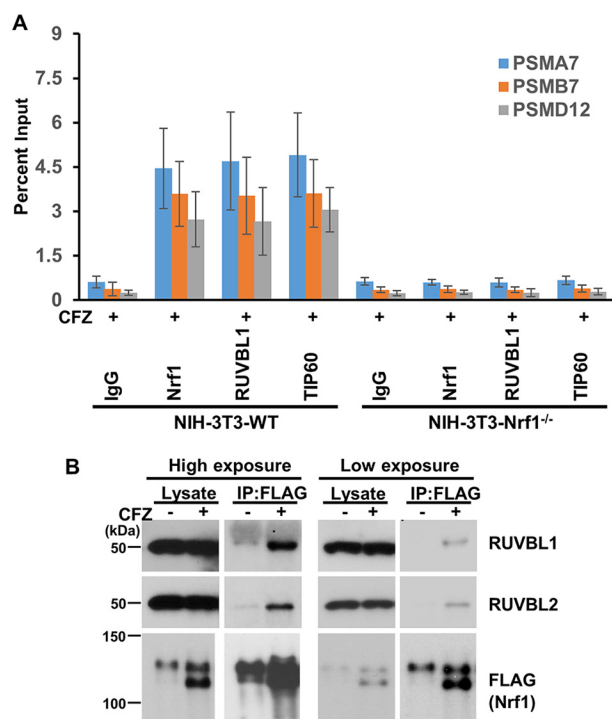 A
9
7.5
6
4.5
3
1.5
0
Percent Input
PSMA7
PSMB7
PSMD12
CFZ + + + + + + + +
IgG Nrf1 RUVBL1 TIP60 IgG Nrf1 RUVBL1 TIP60
NIH-3T3-WT NIH-3T3-Nrf1-/-
B
High exposure Low exposure
Lysate IP:FLAG Lysate IP:FLAG
CFZ - + - + - + - +
(kDa)
50 RUVBL1
50 RUVBL2
150
FLAG
(Nrf1)
100